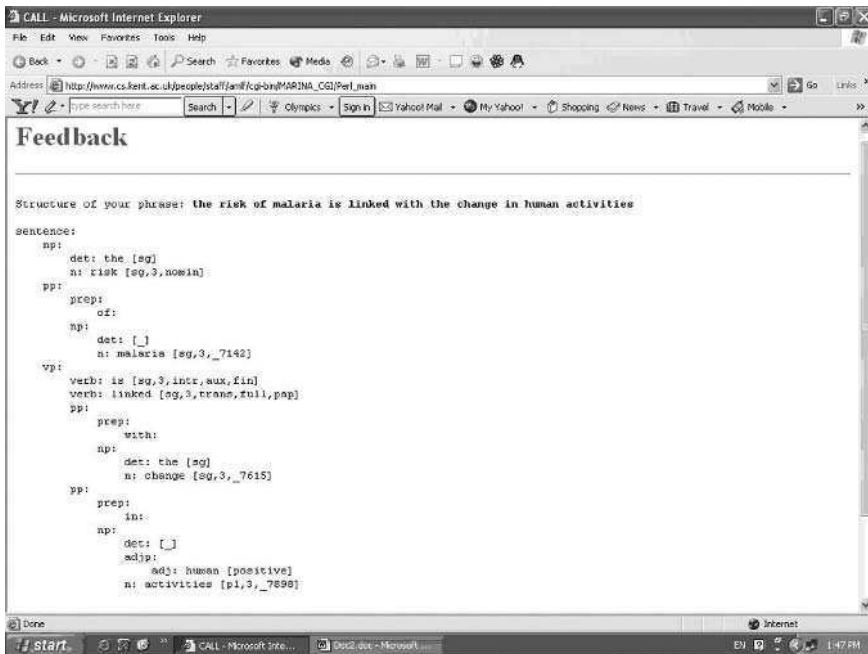 CALL - Microsoft Internet Explorer
File Edit View Favorites Tools Help
Back Search Favorites Media
Address http://www.cs.kent.ac.uk/people/staff/amf/cgi-bin/MARINA_CGI/Perl_main Go Links
Y! type search here Search Olympics Sign in Yahoo! Mail My Yahoo! Shopping News Travel Mobile
Feedback
Structure of your phrase: the risk of malaria is linked with the change in human activities
sentence:
np:
det: the [sg]
n: risk [sg,3,nomin]
pp:
prep:
of:
np:
det: [_]
n: malaria [sg,3,_7142]
vp:
verb: is [sg,3,intr,aux,fin]
verb: linked [sg,3,trans,full,psp]
pp:
prep:
with:
np:
det: the [sg]
n: change [sg,3,_7615]
pp:
prep:
in:
np:
det: [_]
adjp:
adj: human [positive]
n: activities [pl,3,_7898]
Done Internet
start CALL - Microsoft Inte... Doc2.doc - Microsoft ... EN 1:47 PM